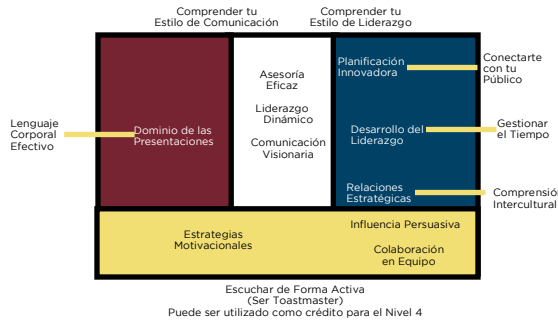 Comprender tu
Estilo de Comunicación
Comprender tu
Estilo de Liderazgo
Lenguaje
Corporal
Efectivo
Dominio de las
Presentaciones
Asesoría
Eficaz
Liderazgo
Dinámico
Comunicación
Visionaria
Planificación
Innovadora
Desarrollo del
Liderazgo
Relaciones
Estratégicas
Conectarte
con tu
Público
Gestionar
el Tiempo
Comprensión
Intercultural
Estrategias
Motivacionales
Influencia Persuasiva
Colaboración
en Equipo
Escuchar de Forma Activa
(Ser Toastmaster)
Puede ser utilizado como crédito para el Nivel 4